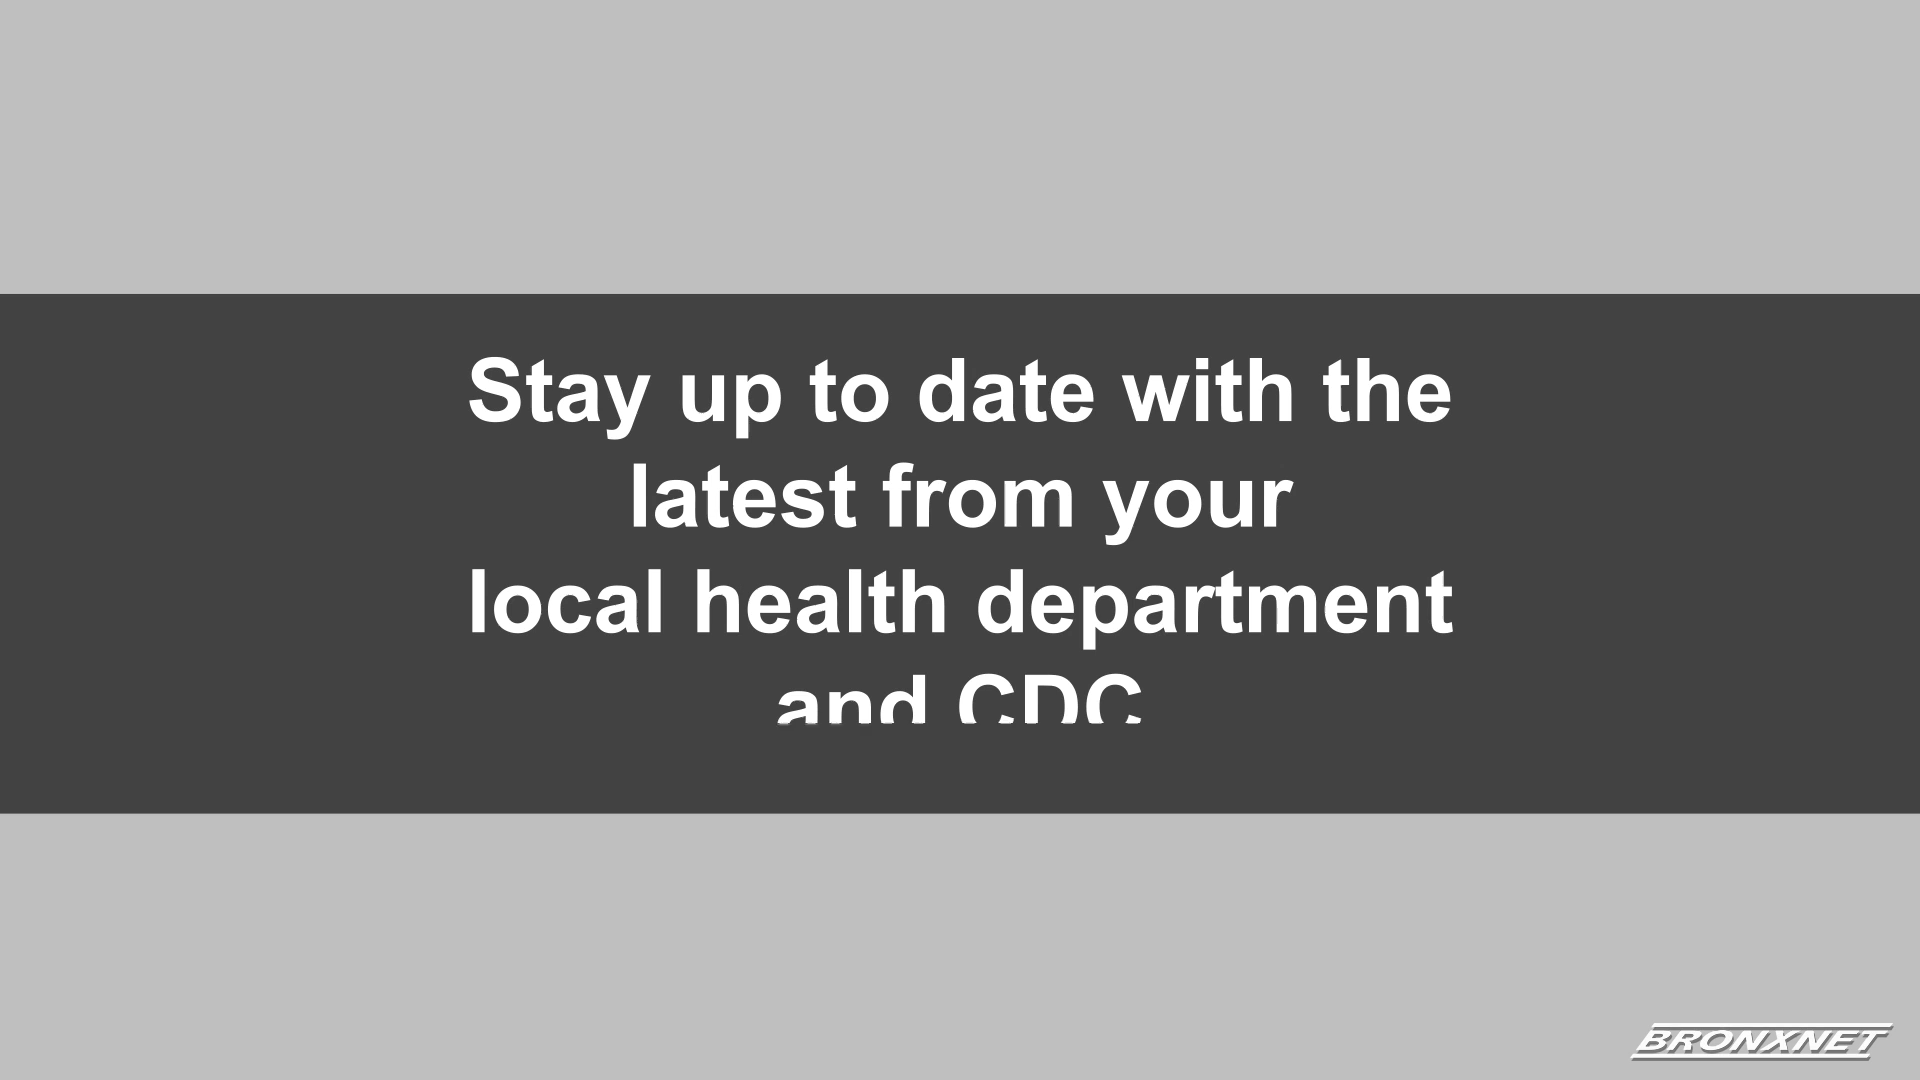 Stay up to date with the
latest from your
local health department
and CDC
BRONXNET